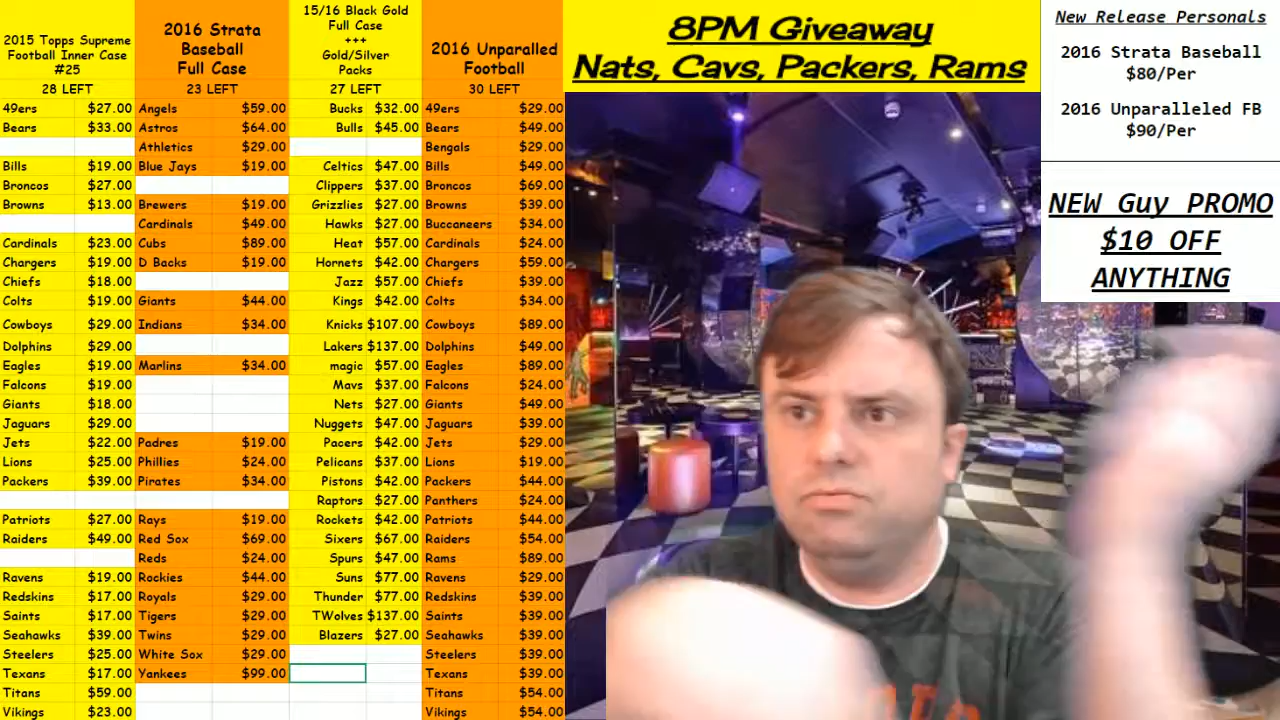 2015 Topps Supreme
Football Inner Case
#25
28 LEFT
49ers $27.00
Bears $33.00
Bills $19.00
Broncos $27.00
Browns $13.00
Cardinals $23.00
Chargers $19.00
Chiefs $18.00
Colts $19.00
Cowboys $29.00
Dolphins $29.00
Eagles $19.00
Falcons $19.00
Giants $18.00
Jaguars $29.00
Jets $22.00
Lions $25.00
Packers $39.00
Patriots $27.00
Raiders $49.00
Ravens $19.00
Redskins $17.00
Saints $17.00
Seahawks $39.00
Steelers $25.00
Texans $17.00
Titans $59.00
Vikings $23.00
2016 Strata
Baseball
Full Case
23 LEFT
Angels $59.00
Astros $64.00
Athletics $29.00
Blue Jays $19.00
Brewers $19.00
Cardinals $49.00
Cubs $89.00
D Backs $19.00
Giants $44.00
Indians $34.00
Marlins $34.00
Padres $19.00
Phillies $24.00
Pirates $34.00
Rays $19.00
Red Sox $69.00
Reds $24.00
Rockies $44.00
Royals $29.00
Tigers $29.00
Twins $29.00
White Sox $29.00
Yankees $99.00
15/16 Black Gold
Full Case
+++
Gold/Silver
Packs
27 LEFT
Bucks $32.00
Bulls $45.00
Celtics $47.00
Clippers $37.00
Grizzlies $27.00
Hawks $27.00
Heat $57.00
Hornets $42.00
Jazz $57.00
Kings $42.00
Knicks $107.00
Lakers $137.00
magic $57.00
Mavs $37.00
Nets $27.00
Nuggets $47.00
Pacers $42.00
Pelicans $37.00
Pistons $42.00
Raptors $27.00
Rockets $42.00
Sixers $67.00
Spurs $47.00
Suns $77.00
Thunder $77.00
TWolves $137.00
Blazers $27.00
2016 Unparalled
Football
30 LEFT
49ers $29.00
Bears $49.00
Bengals $29.00
Bills $49.00
Broncos $69.00
Browns $39.00
Buccaneers $34.00
Cardinals $24.00
Chargers $59.00
Chiefs $39.00
Colts $34.00
Cowboys $89.00
Dolphins $49.00
Eagles $89.00
Falcons $24.00
Giants $49.00
Jaguars $39.00
Jets $29.00
Lions $19.00
Packers $44.00
Panthers $24.00
Patriots $44.00
Raiders $54.00
Rams $89.00
Ravens $29.00
Redskins $39.00
Saints $39.00
Seahawks $39.00
Steelers $39.00
Texans $39.00
Titans $54.00
Vikings $54.00
8PM Giveaway
Nats, Cavs, Packers, Rams
New Release Personals
2016 Strata Baseball
$80/Per
2016 Unparalleled FB
$90/Per
NEW Guy PROMO
$10 OFF
ANYTHING